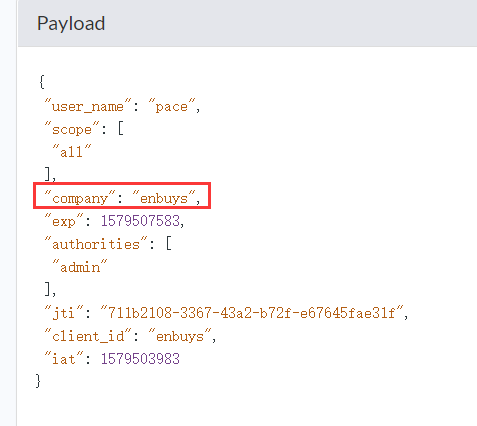 Payload
{
"user_name": "pace",
"scope": [
"all"
],
"company": "enbuys",
"exp": 1579507583,
"authorities": [
"admin"
],
"jti": "711b2108-3367-43a2-b72f-e67645fae31f",
"client_id": "enbuys",
"iat": 1579503983
}